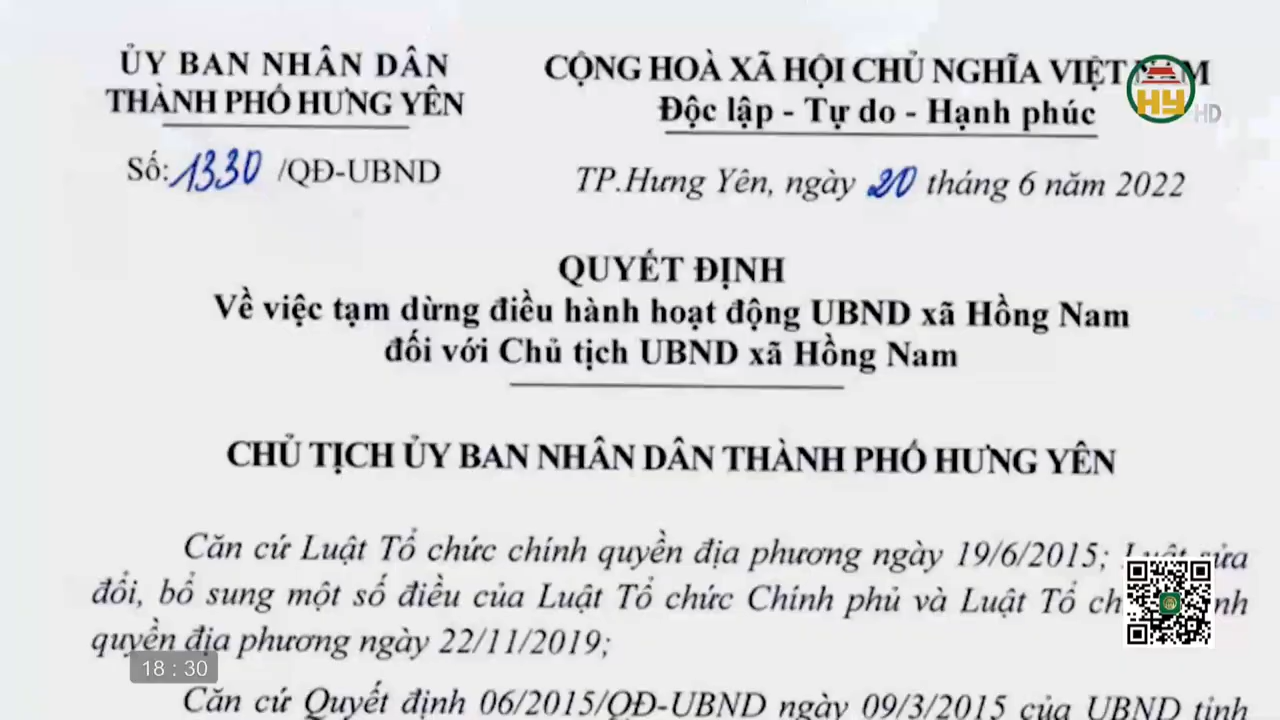 ỦY BAN NHÂN DÂN
THÀNH PHỐ HƯNG YÊN
Số: 1330 /QĐ-UBND
CỘNG HOÀ XÃ HỘI CHỦ NGHĨA VIỆT
Độc lập - Tự do - Hạnh phúc
HY HD
TP.Hưng Yên, ngày 20 tháng 6 năm 2022
QUYẾT ĐỊNH
Về việc tạm dừng điều hành hoạt động UBND xã Hồng Nam
đối với Chủ tịch UBND xã Hồng Nam
CHỦ TỊCH ỦY BAN NHÂN DÂN THÀNH PHỐ HƯNG YÊN
Căn cứ Luật Tổ chức chính quyền địa phương ngày 19/6/2015; Luật sửa
đổi, bổ sung một số điều của Luật Tổ chức Chính phủ và Luật Tổ
quyền địa phương ngày 22/11/2019;
18 : 30
Căn cứ Quyết định 06/2015/QĐ-UBND ngày 09/3/2015 của UBND tỉnh